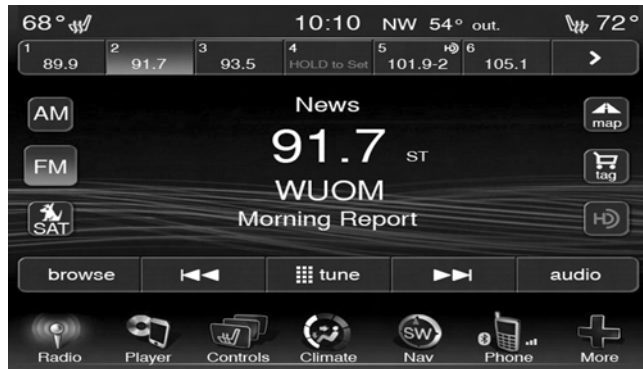 68° 10:10 NW 54° out. 72°
1 2 3 4 5 HD 6
89.9 91.7 93.5 HOLD to Set 101.9-2 105.1 >
AM News map
91.7 ST
FM tag
WUOM
SAT Morning Report HD
browse tune audio
SW
Radio Player Controls Climate Nav Phone More